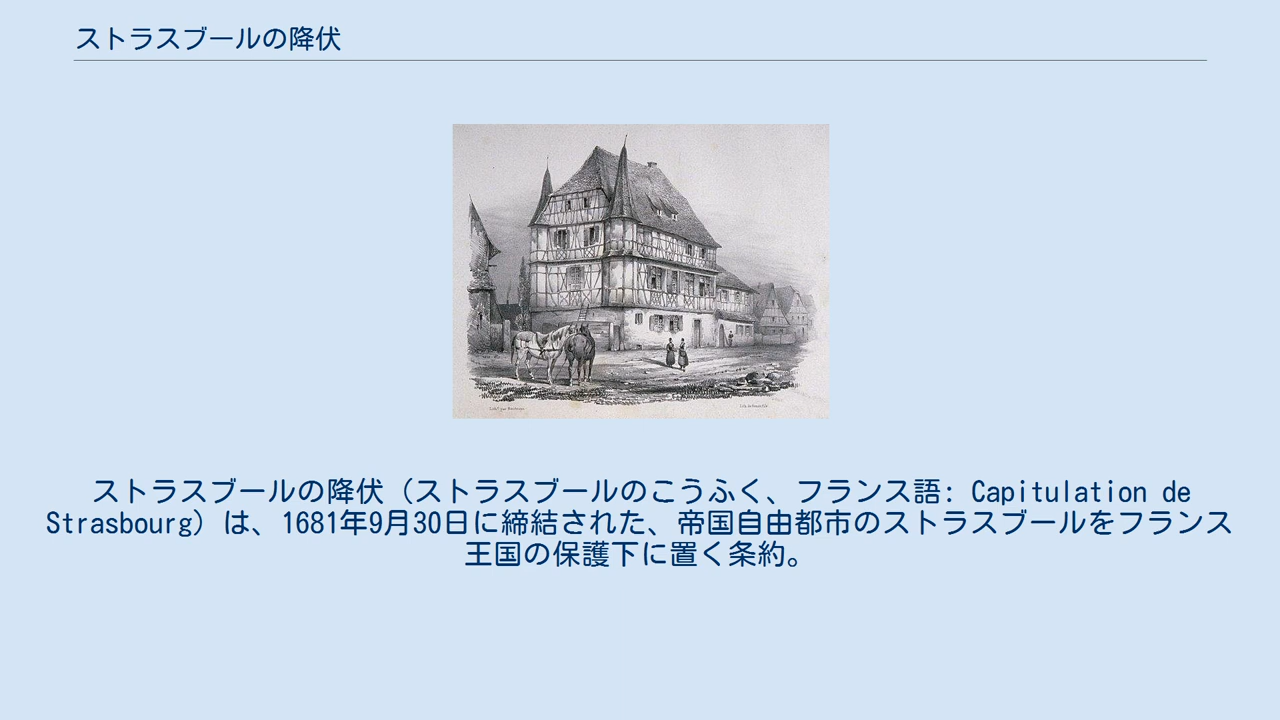 ストラスブールの降伏
ストラスブールの降伏（ストラスブールのこうふく、フランス語: Capitulation de
Strasbourg）は、1681年9月30日に締結された、帝国自由都市のストラスブールをフランス
王国の保護下に置く条約。